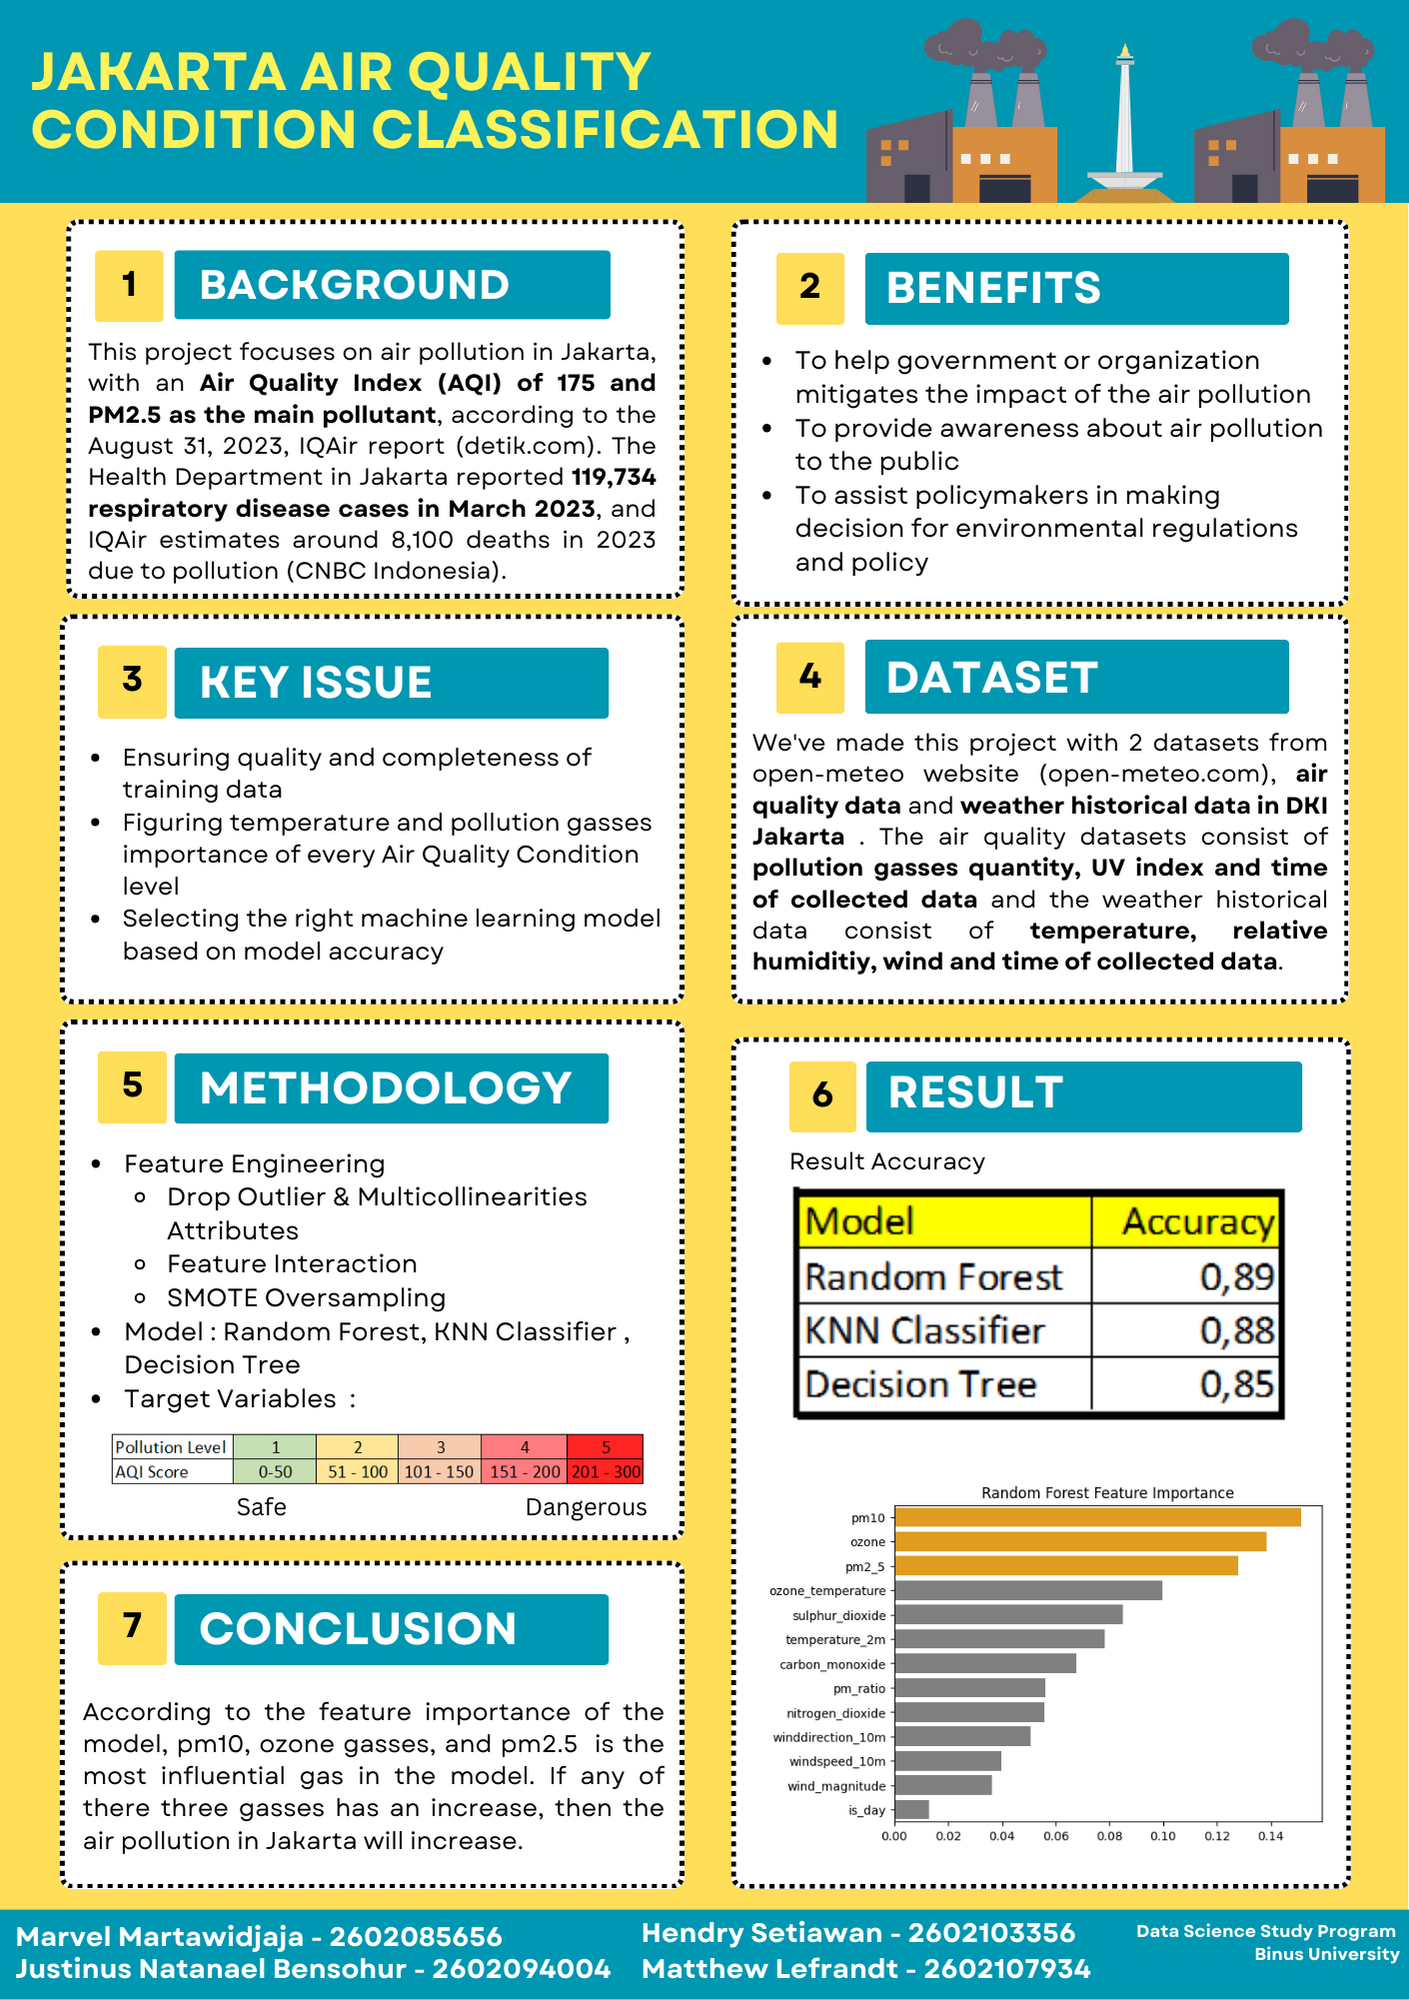 JAKARTA AIR QUALITY
CONDITION CLASSIFICATION
1
BACKGROUND
This project focuses on air pollution in Jakarta,
with an Air Quality Index (AQI) of 175 and
PM2.5 as the main pollutant, according to the
August 31, 2023, IQAir report (detik.com). The
Health Department in Jakarta reported 119,734
respiratory disease cases in March 2023, and
IQAir estimates around 8,100 deaths in 2023
due to pollution (CNBC Indonesia).
2
BENEFITS
• To help government or organization
mitigates the impact of the air pollution
• To provide awareness about air pollution
to the public
• To assist policymakers in making
decision for environmental regulations
and policy
3
KEY ISSUE
• Ensuring quality and completeness of
training data
• Figuring temperature and pollution gasses
importance of every Air Quality Condition
level
• Selecting the right machine learning model
based on model accuracy
4
DATASET
We've made this project with 2 datasets from
open-meteo website (open-meteo.com), air
quality data and weather historical data in DKI
Jakarta . The air quality datasets consist of
pollution gasses quantity, UV index and time
of collected data and the weather historical
data consist of temperature, relative
humiditiy, wind and time of collected data.
5
METHODOLOGY
• Feature Engineering
Drop Outlier & Multicollinearities
Attributes
Feature Interaction
SMOTE Oversampling
• Model : Random Forest, KNN Classifier ,
Decision Tree
• Target Variables :
Pollution Level 1 2 3 4 5
AQI Score 0-50 51 - 100 101 - 150 151 - 200 201 - 300
Safe Dangerous
6
RESULT
Result Accuracy
Model Accuracy
Random Forest 0,89
KNN Classifier 0,88
Decision Tree 0,85
Random Forest Feature Importance
pm10
ozone
pm2_5
ozone_temperature
sulphur_dioxide
temperature_2m
carbon_monoxide
pm_ratio
nitrogen_dioxide
winddirection_10m
windspeed_10m
wind_magnitude
is_day
0.00 0.02 0.04 0.06 0.08 0.10 0.12 0.14
7
CONCLUSION
According to the feature importance of the
model, pm10, ozone gasses, and pm2.5 is the
most influential gas in the model. If any of
there three gasses has an increase, then the
air pollution in Jakarta will increase.
Marvel Martawidjaja - 2602085656
Justinus Natanael Bensohur - 2602094004
Hendry Setiawan - 2602103356
Matthew Lefrandt - 2602107934
Data Science Study Program
Binus University